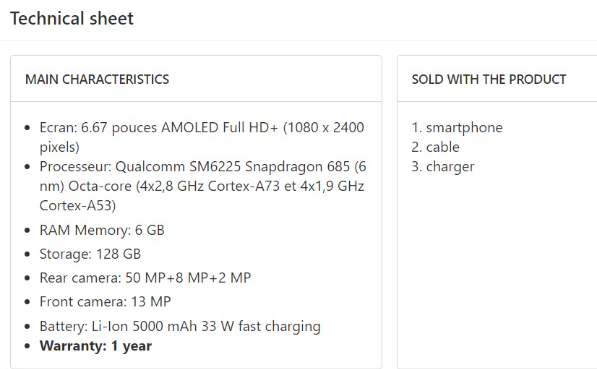 Technical sheet
MAIN CHARACTERISTICS
• Ecran: 6.67 pouces AMOLED Full HD+ (1080 x 2400
pixels)
• Processeur: Qualcomm SM6225 Snapdragon 685 (6
nm) Octa-core (4x2,8 GHz Cortex-A73 et 4x1,9 GHz
Cortex-A53)
• RAM Memory: 6 GB
• Storage: 128 GB
• Rear camera: 50 MP+8 MP+2 MP
• Front camera: 13 MP
• Battery: Li-Ion 5000 mAh 33 W fast charging
• Warranty: 1 year
SOLD WITH THE PRODUCT
1. smartphone
2. cable
3. charger